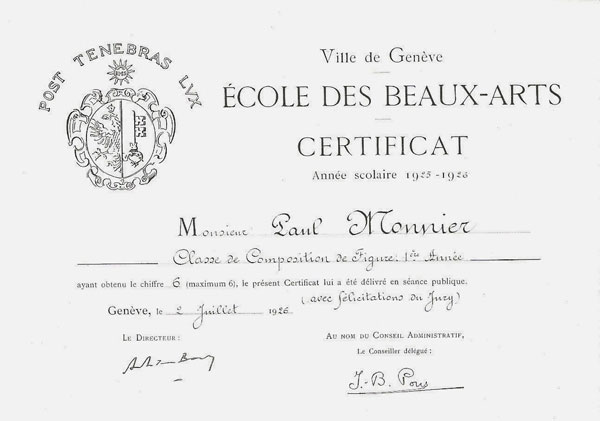 POST TENEBRAS LVX
Ville de Genève
ÉCOLE DES BEAUX-ARTS
CERTIFICAT
Année scolaire 1925-1926
Monsieur Paul Monnier
Classe de Composition de Figure: 1ère Année
ayant obtenu le chiffre 6 (maximum 6), le présent Certificat lui a été délivré en séance publique.
(avec félicitations du Jury)
Genève, le 2 Juillet 1926
LE DIRECTEUR:
AU NOM DU CONSEIL ADMINISTRATIF,
Le Conseiller délégué:
J.-B. Pons